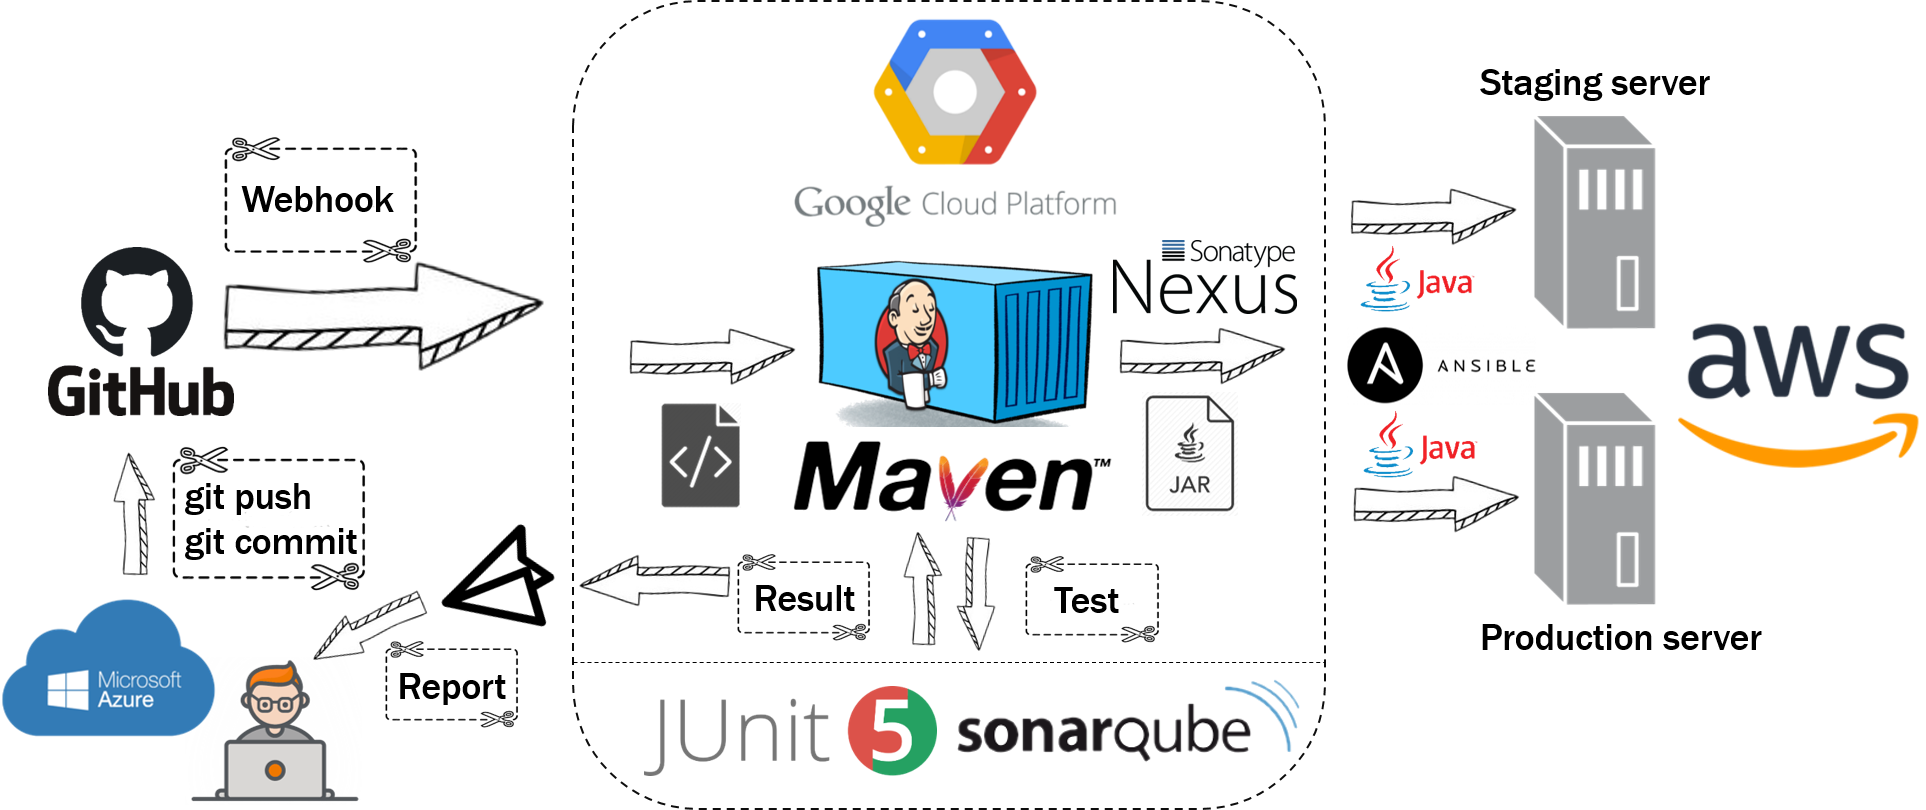 Google Cloud Platform
Staging server
Webhook
Sonatype
Nexus
Java
GitHub
ANSIBLE
aws
</>
Maven™
JAR
Java
git push
git commit
Result
Test
Production server
Microsoft
Azure
Report
JUnit 5
sonarqube